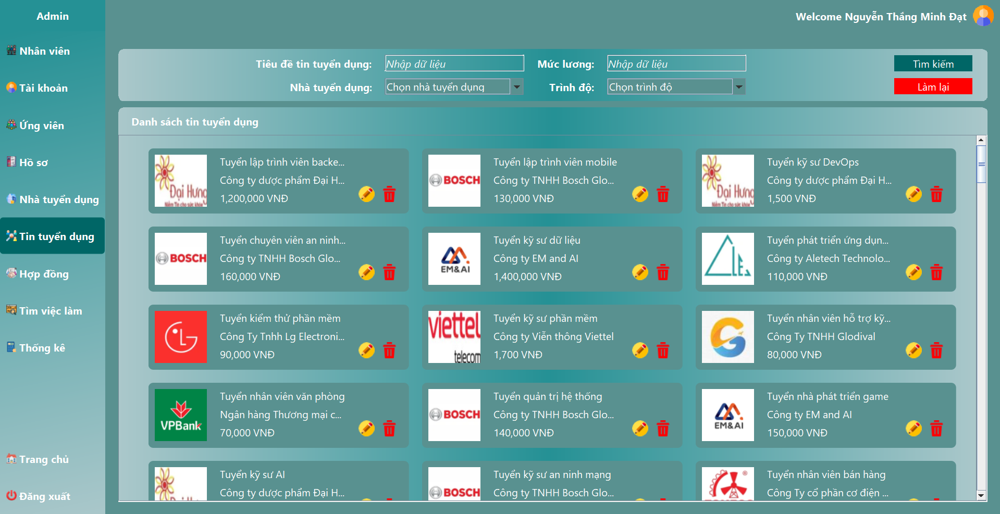 Admin
Nhân viên
Tài khoản
Ứng viên
Hồ sơ
Nhà tuyển dụng
Tin tuyển dụng
Hợp đồng
Tìm việc làm
Thống kê
Trang chủ
Đăng xuất
Welcome Nguyễn Thắng Minh Đạt
Tiêu đề tin tuyển dụng: Nhập dữ liệu Mức lương: Nhập dữ liệu Tìm kiếm
Nhà tuyển dụng: Chọn nhà tuyển dụng Trình độ: Chọn trình độ Làm lại
Danh sách tin tuyển dụng
Đại Hưng
Niềm Tin cho sức khỏe
Tuyển lập trình viên backe...
Công ty dược phẩm Đại H...
1,200,000 VNĐ
BOSCH
Tuyển lập trình viên mobile
Công ty TNHH Bosch Glo...
130,000 VNĐ
Đại Hưng
Niềm Tin cho sức khỏe
Tuyển kỹ sư DevOps
Công ty dược phẩm Đại H...
1,500 VNĐ
BOSCH
Tuyển chuyên viên an ninh...
Công ty TNHH Bosch Glo...
160,000 VNĐ
EM&AI
Tuyển kỹ sư dữ liệu
Công ty EM and AI
1,400,000 VNĐ
Tuyển phát triển ứng dụn...
Công ty Aletech Technolo...
110,000 VNĐ
LG
Tuyển kiểm thử phần mềm
Công Ty Tnhh Lg Electroni...
90,000 VNĐ
viettel
telecom
Tuyển kỹ sư phần mềm
Công ty Viễn thông Viettel
1,700 VNĐ
Tuyển nhân viên hỗ trợ kỹ...
Công Ty TNHH Glodival
80,000 VNĐ
VPBank
Tuyển nhân viên văn phòng
Ngân hàng Thương mại c...
70,000 VNĐ
BOSCH
Tuyển quản trị hệ thống
Công ty TNHH Bosch Glo...
140,000 VNĐ
EM&AI
Tuyển nhà phát triển game
Công ty EM and AI
150,000 VNĐ
Tuyển kỹ sư AI
Công ty dược phẩm Đại H...
BOSCH
Tuyển kỹ sư an ninh mạng
Công ty TNHH Bosch Glo...
Tuyển nhân viên bán hàng
Công Ty cổ phần cơ điện ...